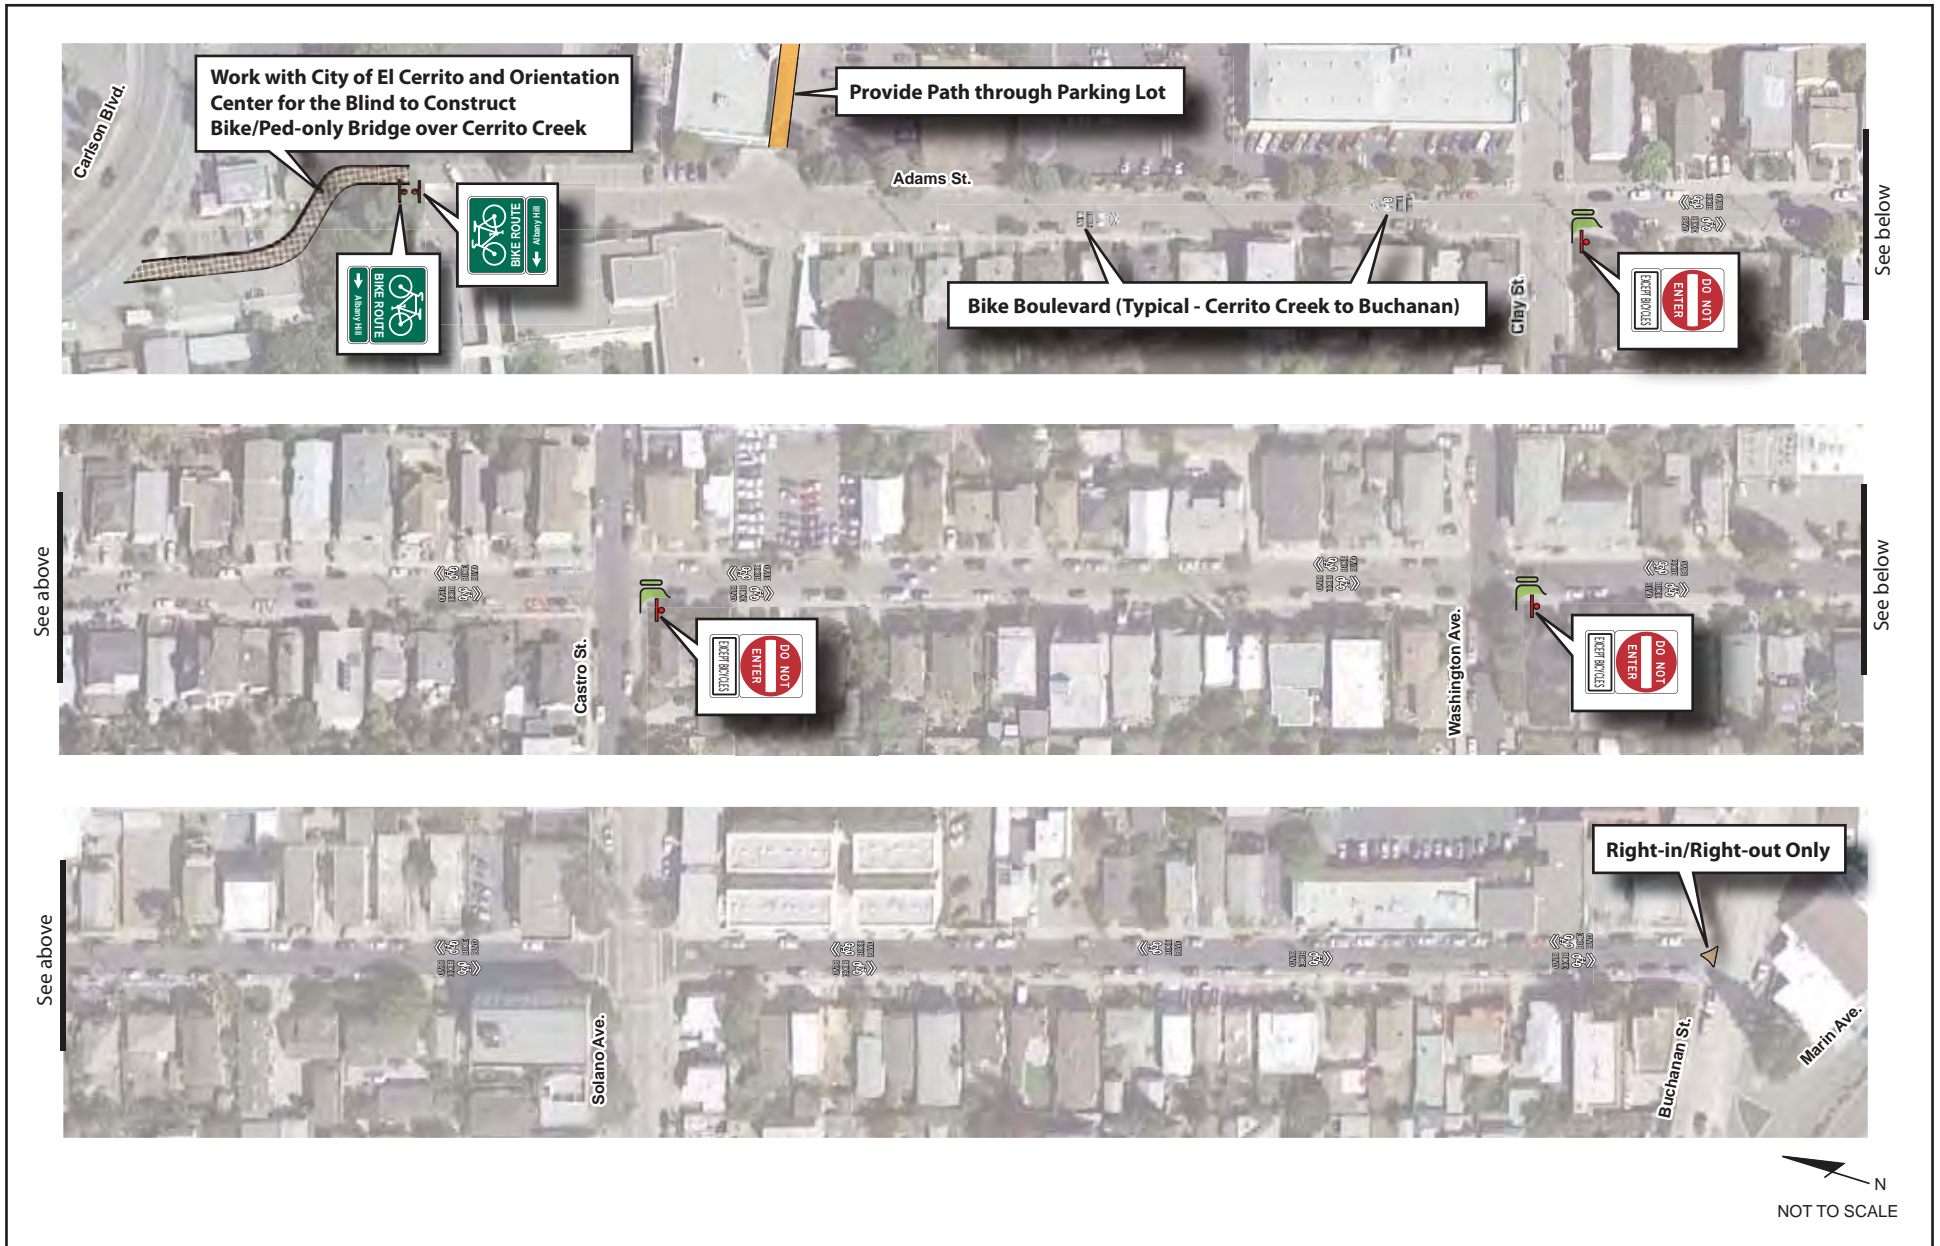 Carlson Blvd.
Work with City of El Cerrito and Orientation
Center for the Blind to Construct
Bike/Ped-only Bridge over Cerrito Creek
Provide Path through Parking Lot
Adams St.
BIKE ROUTE
Albany Hill
BIKE ROUTE
Albany Hill
Bike Boulevard (Typical - Cerrito Creek to Buchanan)
Clay St.
DO NOT
ENTER
EXCEPT BICYCLES
See below
See above
BLVD
BIKE
BIKE
BLVD
Castro St.
DO NOT
ENTER
EXCEPT BICYCLES
Washington Ave.
DO NOT
ENTER
EXCEPT BICYCLES
See below
See above
Solano Ave.
Right-in/Right-out Only
Buchanan St.
Marin Ave.
N
NOT TO SCALE